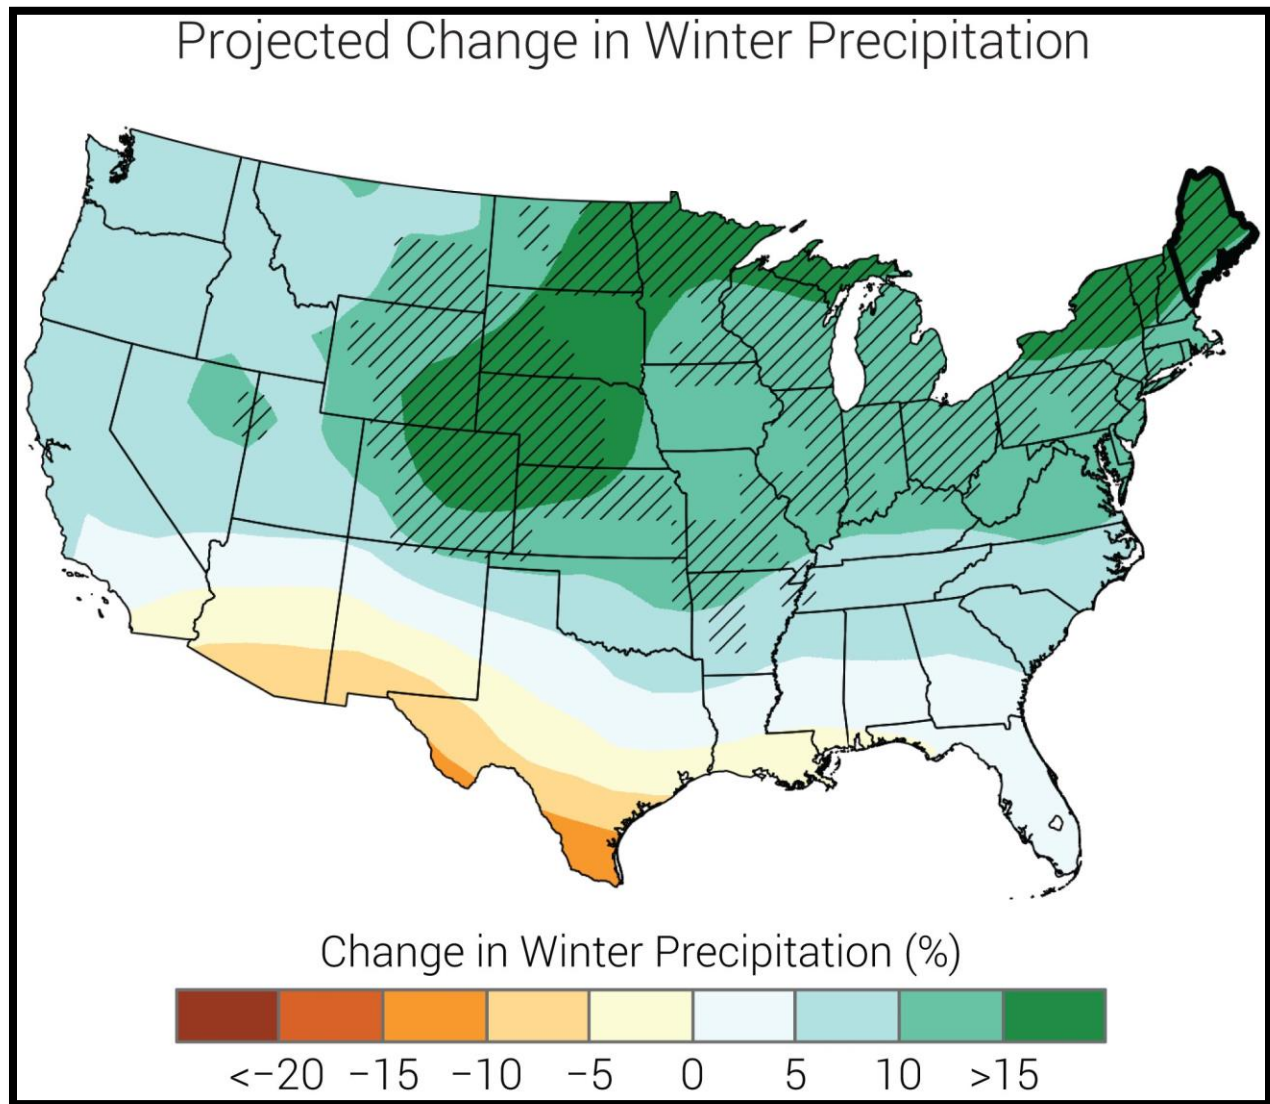 Projected Change in Winter Precipitation
Change in Winter Precipitation (%)
<−20 −15 −10 −5 0 5 10 >15